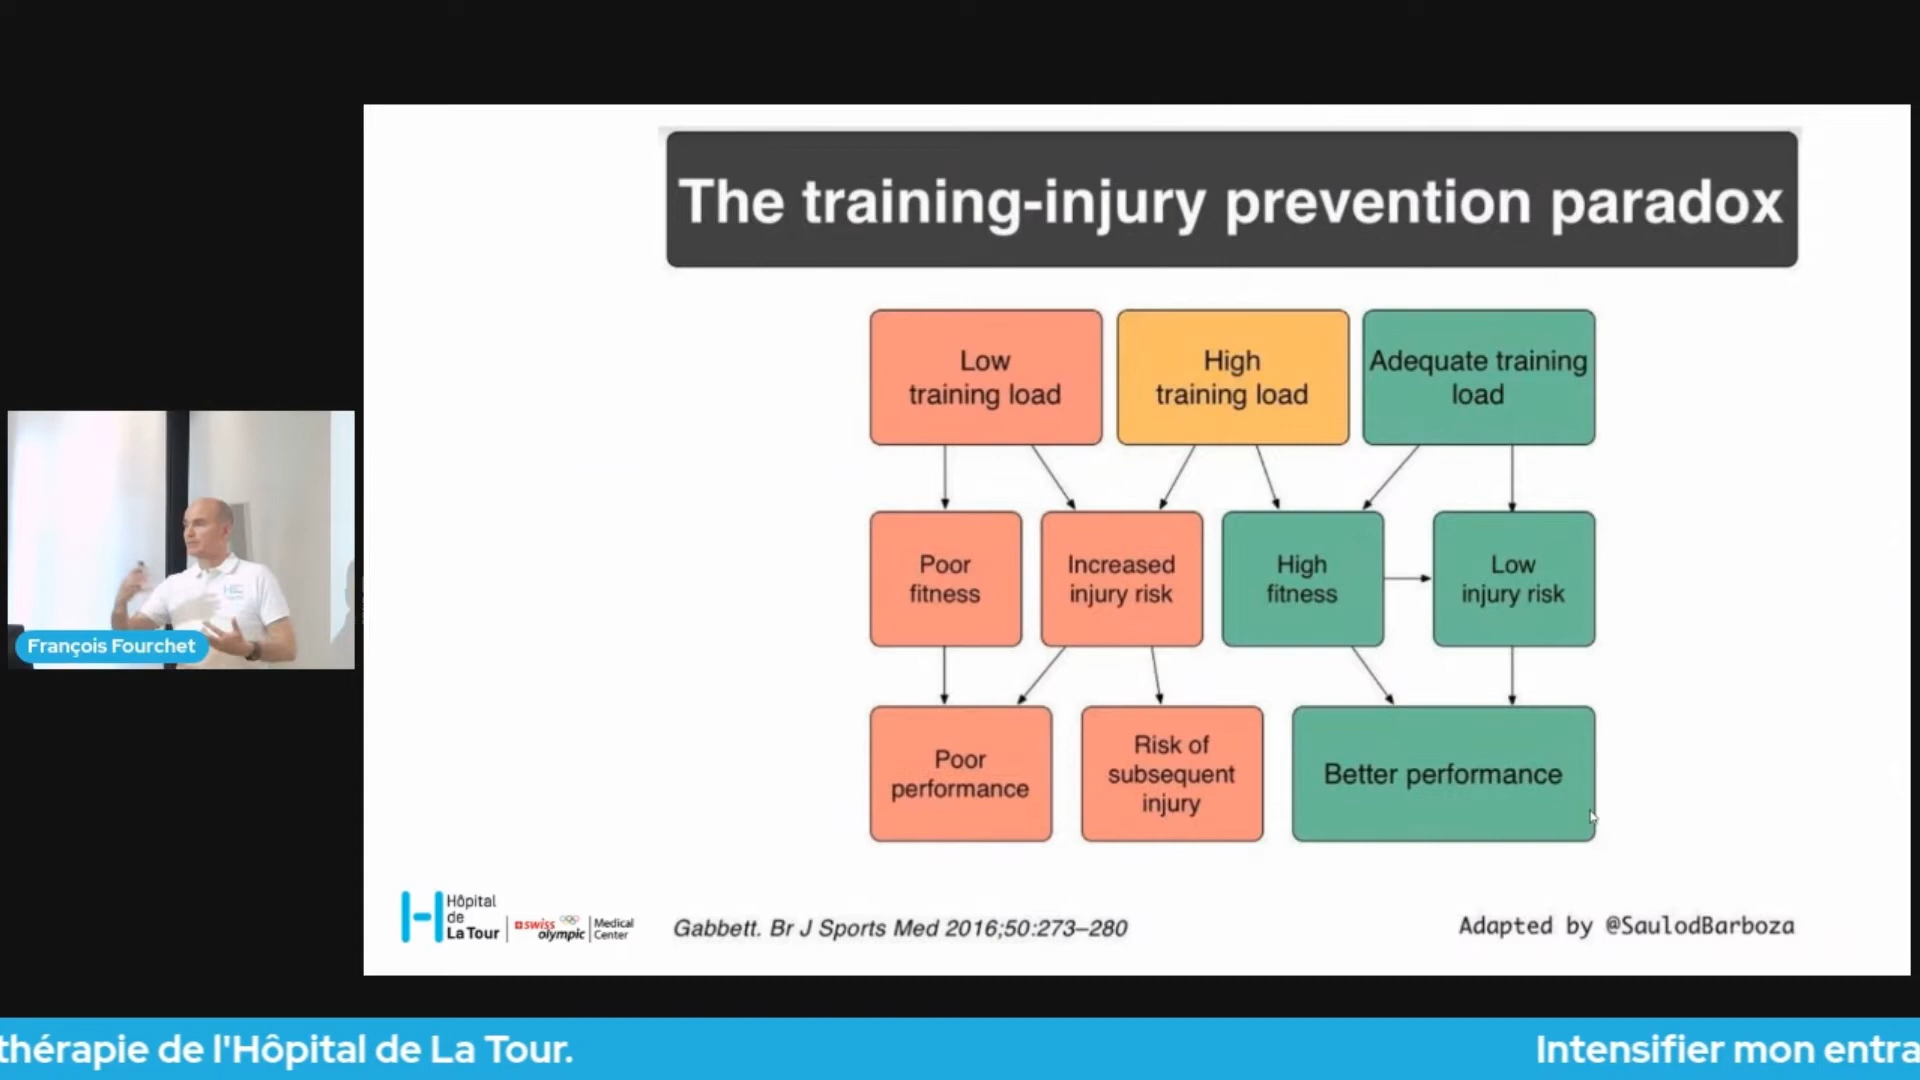 The training-injury prevention paradox
Low
training load
High
training load
Adequate training
load
Poor
fitness
Increased
injury risk
High
fitness
Low
injury risk
Poor
performance
Risk of
subsequent
injury
Better performance
François Fourchet
Hôpital
de
La Tour
swiss
olympic
Medical
Center
Gabbett. Br J Sports Med 2016;50:273–280
Adapted by @SaulodBarboza
thérapie de l'Hôpital de La Tour.
Intensifier mon entra